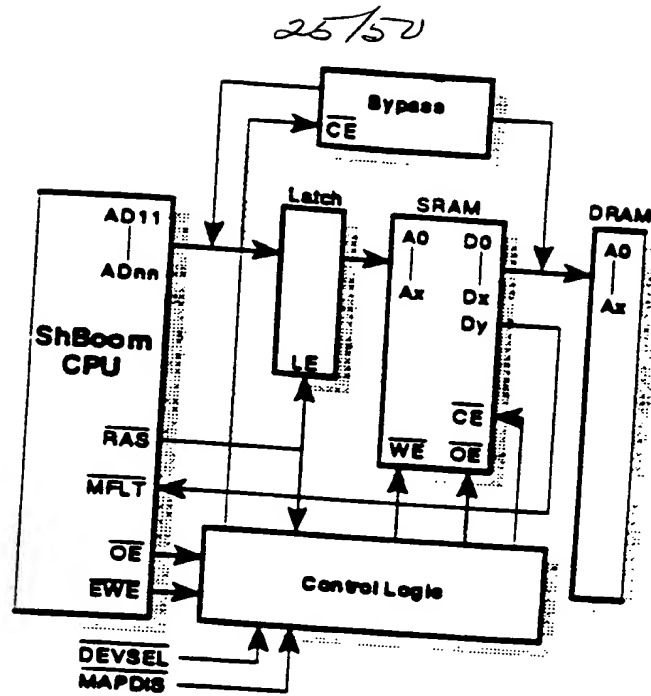 25/50
Bypass
CE
Latch
SRAM
DRAM
AD11
ADnn
A0
Ax
D0
Dx
Dy
A0
Ax
ShBoom
CPU
LE
CE
RAS
WE
OE
MFLT
OE
EWE
Control Logic
DEVSEL
MAPDIS